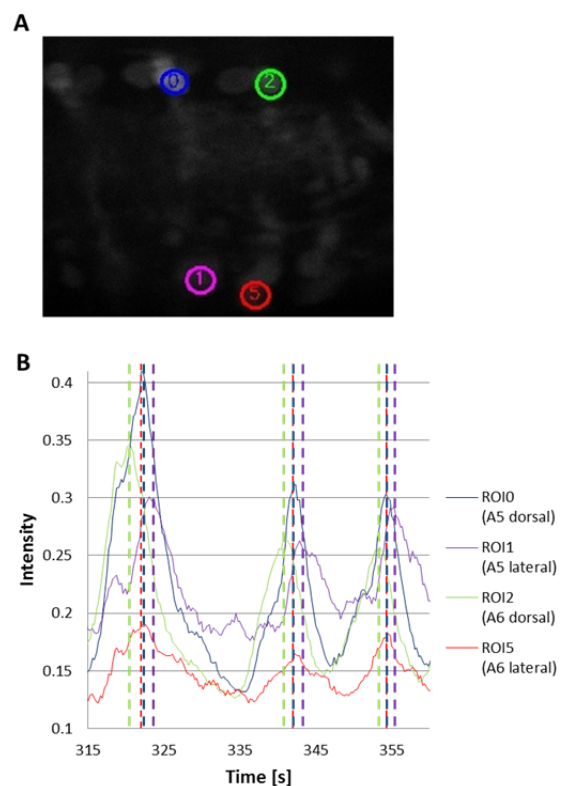 A
0
2
1
5
B
0.4
0.35
0.3
0.25
0.2
0.15
0.1
Intensity
315
325
335
345
355
Time [s]
ROI0
(A5 dorsal)
ROI1
(A5 lateral)
ROI2
(A6 dorsal)
ROI5
(A6 lateral)